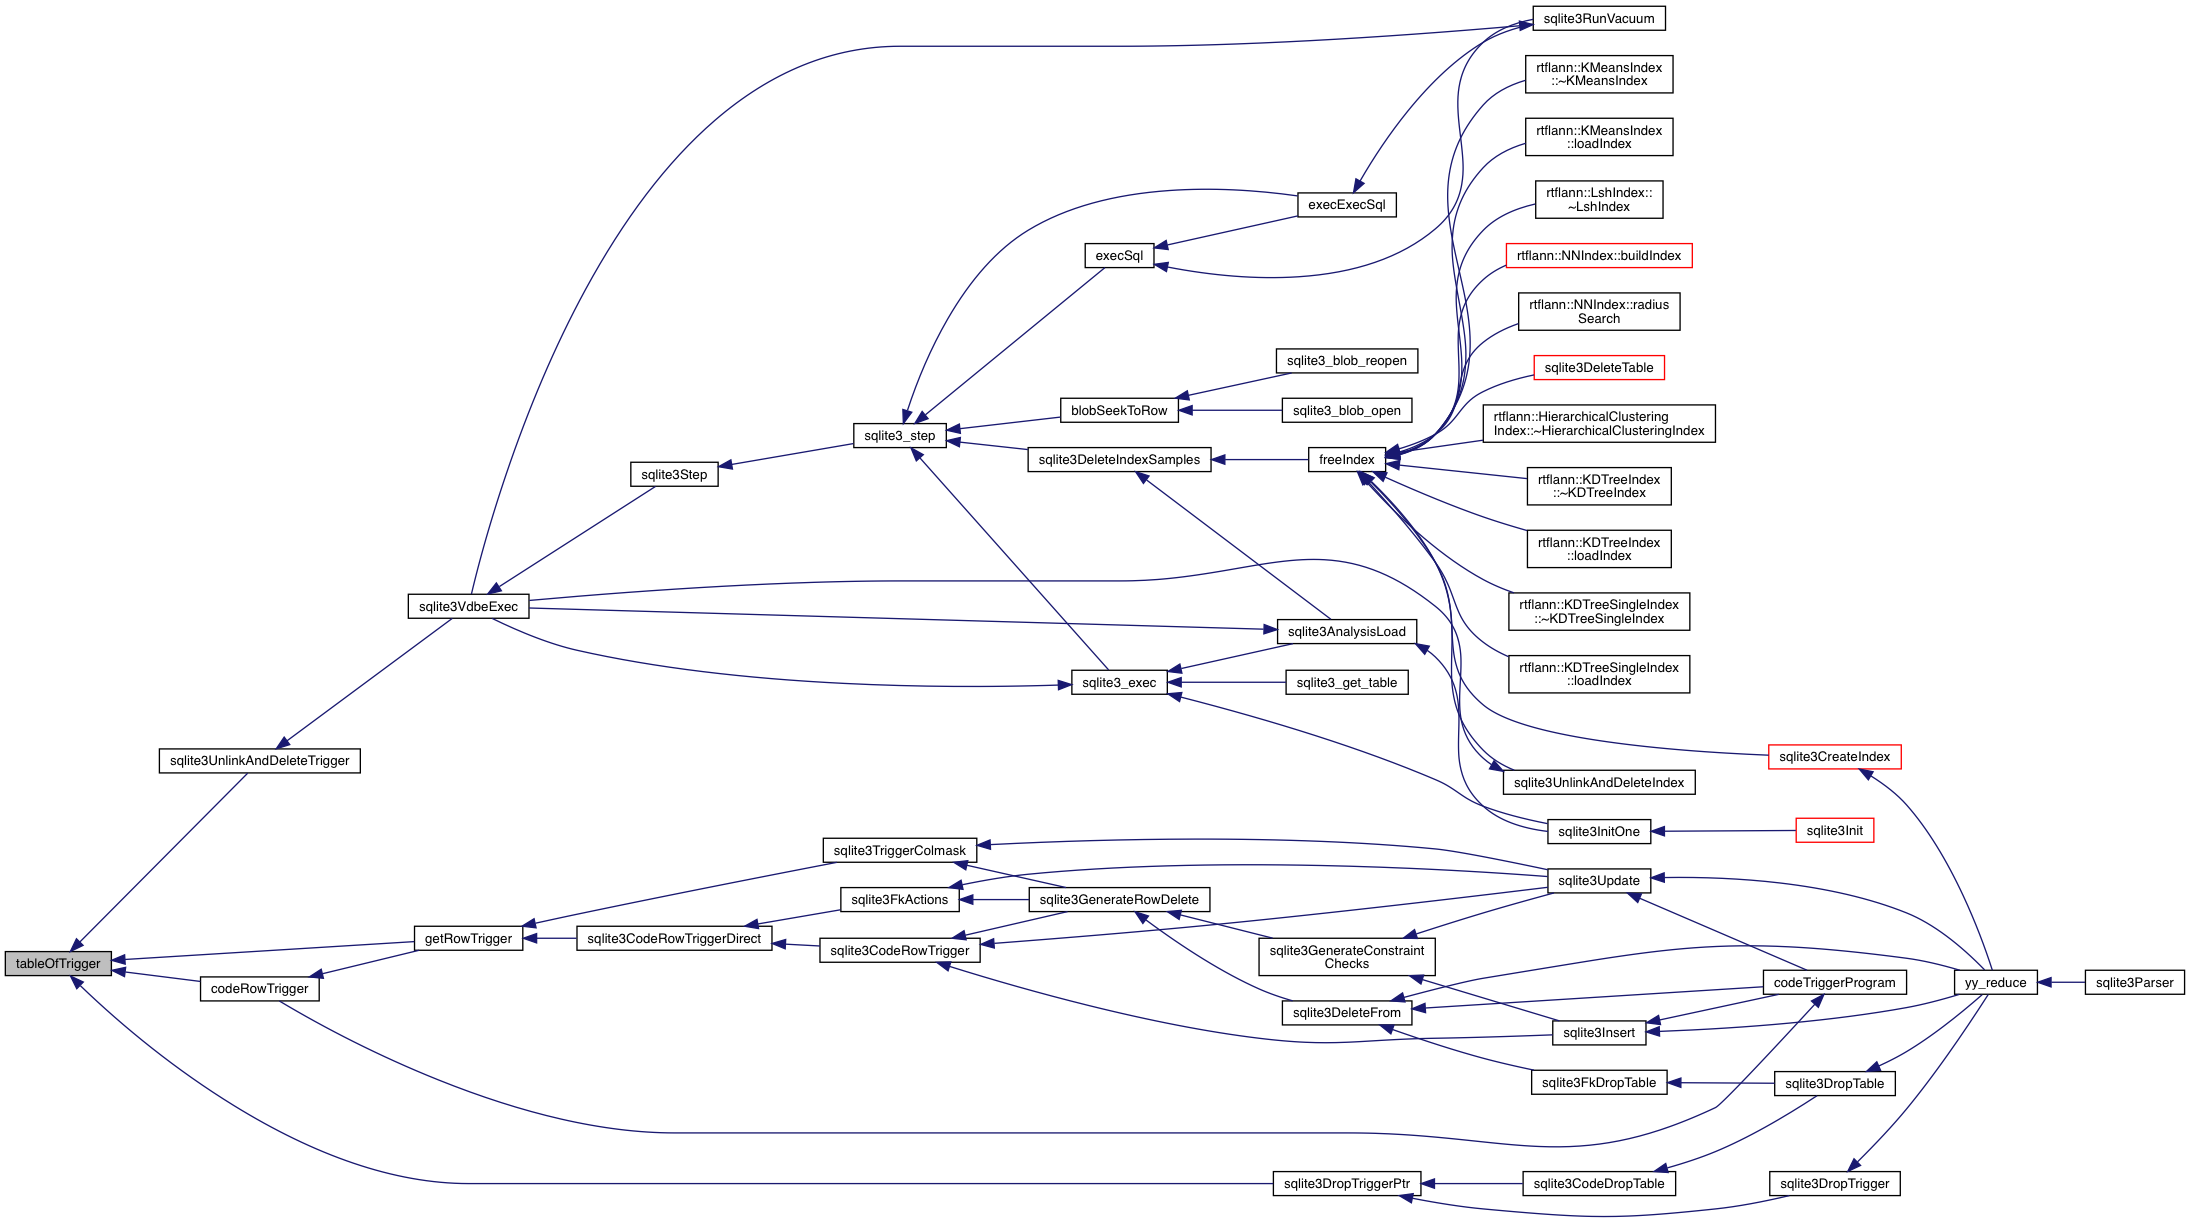 sqlite3RunVacuum
rtflann::KMeansIndex
::~KMeansIndex
rtflann::KMeansIndex
::loadIndex
rtflann::LshIndex::
~LshIndex
execExecSql
execSql
rtflann::NNIndex::buildIndex
rtflann::NNIndex::radius
Search
sqlite3_blob_reopen
sqlite3DeleteTable
blobSeekToRow
sqlite3_blob_open
rtflann::HierarchicalClustering
Index::~HierarchicalClusteringIndex
sqlite3_step
sqlite3Step
sqlite3DeleteIndexSamples
freeIndex
rtflann::KDTreeIndex
::~KDTreeIndex
rtflann::KDTreeIndex
::loadIndex
sqlite3VdbeExec
rtflann::KDTreeSingleIndex
::~KDTreeSingleIndex
sqlite3AnalysisLoad
rtflann::KDTreeSingleIndex
::loadIndex
sqlite3_exec
sqlite3_get_table
sqlite3UnlinkAndDeleteTrigger
sqlite3CreateIndex
sqlite3UnlinkAndDeleteIndex
sqlite3InitOne
sqlite3Init
sqlite3TriggerColmask
sqlite3Update
sqlite3FkActions
sqlite3GenerateRowDelete
getRowTrigger
sqlite3CodeRowTriggerDirect
sqlite3CodeRowTrigger
sqlite3GenerateConstraint
Checks
tableOfTrigger
codeRowTrigger
codeTriggerProgram
yy_reduce
sqlite3Parser
sqlite3DeleteFrom
sqlite3Insert
sqlite3FkDropTable
sqlite3DropTable
sqlite3DropTriggerPtr
sqlite3CodeDropTable
sqlite3DropTrigger